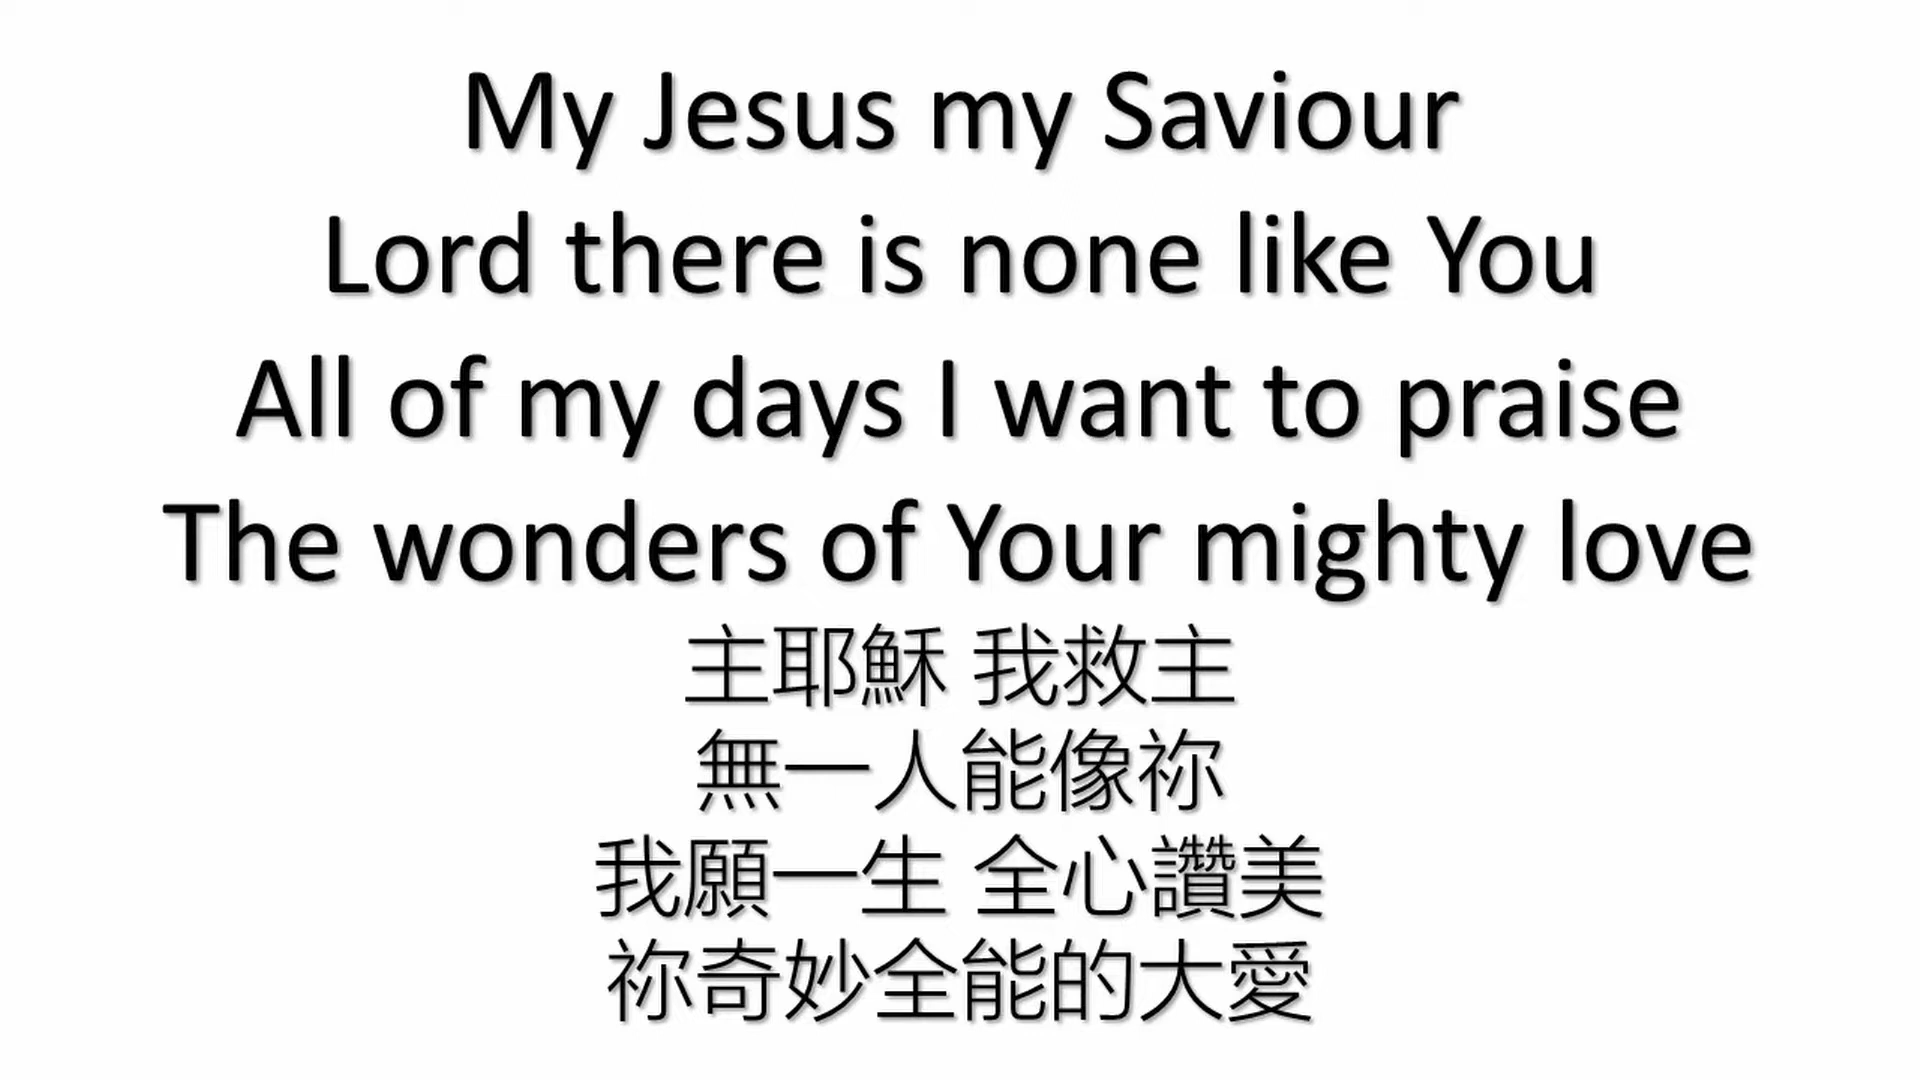 My Jesus my Saviour
Lord there is none like You
All of my days I want to praise
The wonders of Your mighty love
主耶穌 我救主
無一人能像祢
我願一生 全心讚美
祢奇妙全能的大愛